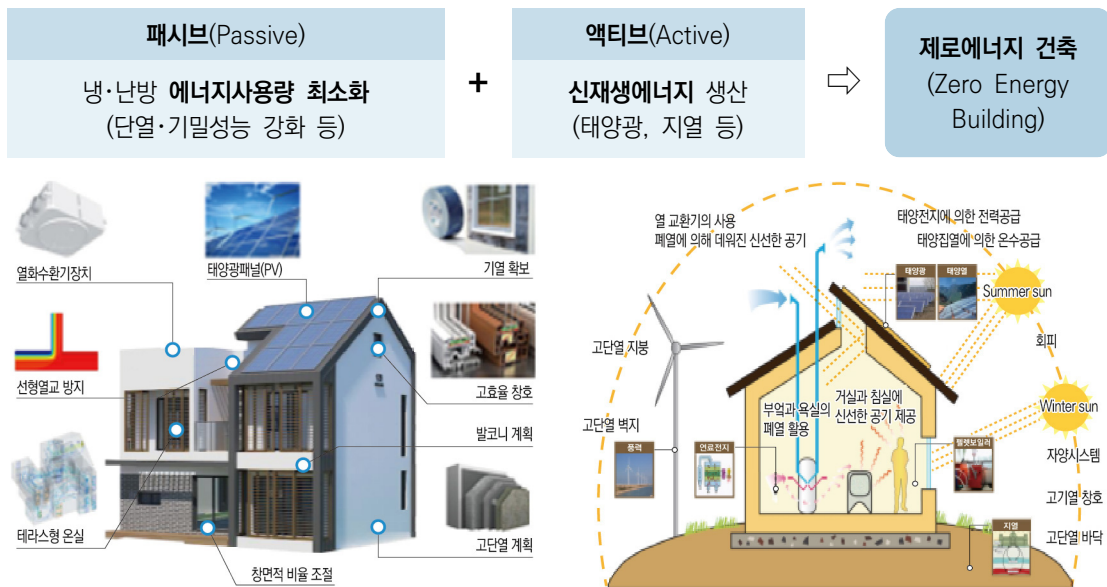 패시브(Passive)
냉·난방 에너지사용량 최소화
(단열·기밀성능 강화 등)
+
액티브(Active)
신재생에너지 생산
(태양광, 지열 등)
⇨
제로에너지 건축
(Zero Energy
Building)
열화수환기장치
태양광패널(PV)
기열 확보
선형열교 방지
고효율 창호
발코니 계획
테라스형 온실
고단열 계획
창면적 비율 조절
열 교환기의 사용
폐열에 의해 데워진 신선한 공기
태양전지에 의한 전력공급
태양집열에 의한 온수공급
태양광
태양열
Summer sun
회피
고단열 지붕
거실과 침실에
신선한 공기 제공
부엌과 욕실의
폐열 활용
Winter sun
고단열 벽지
풍력
연료전지
펠렛보일러
자양시스템
고기열 창호
지열
고단열 바닥